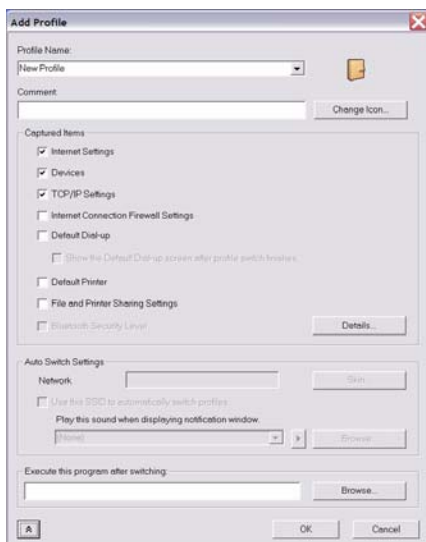 Add Profile
Profile Name:
New Profile
Comment:
Change Icon...
Captured Items
Internet Settings
Devices
TCP/IP Settings
Internet Connection Firewall Settings
Default Dial-up
Show the Default Dial-up screen after profile switch finishes.
Default Printer
File and Printer Sharing Settings
Bluetooth Security Level
Details...
Auto Switch Settings
Network
Use this SSID to automatically switch profiles
Play this sound when displaying notification window.
(None)
Browse...
Execute this program after switching:
Browse...
OK
Cancel